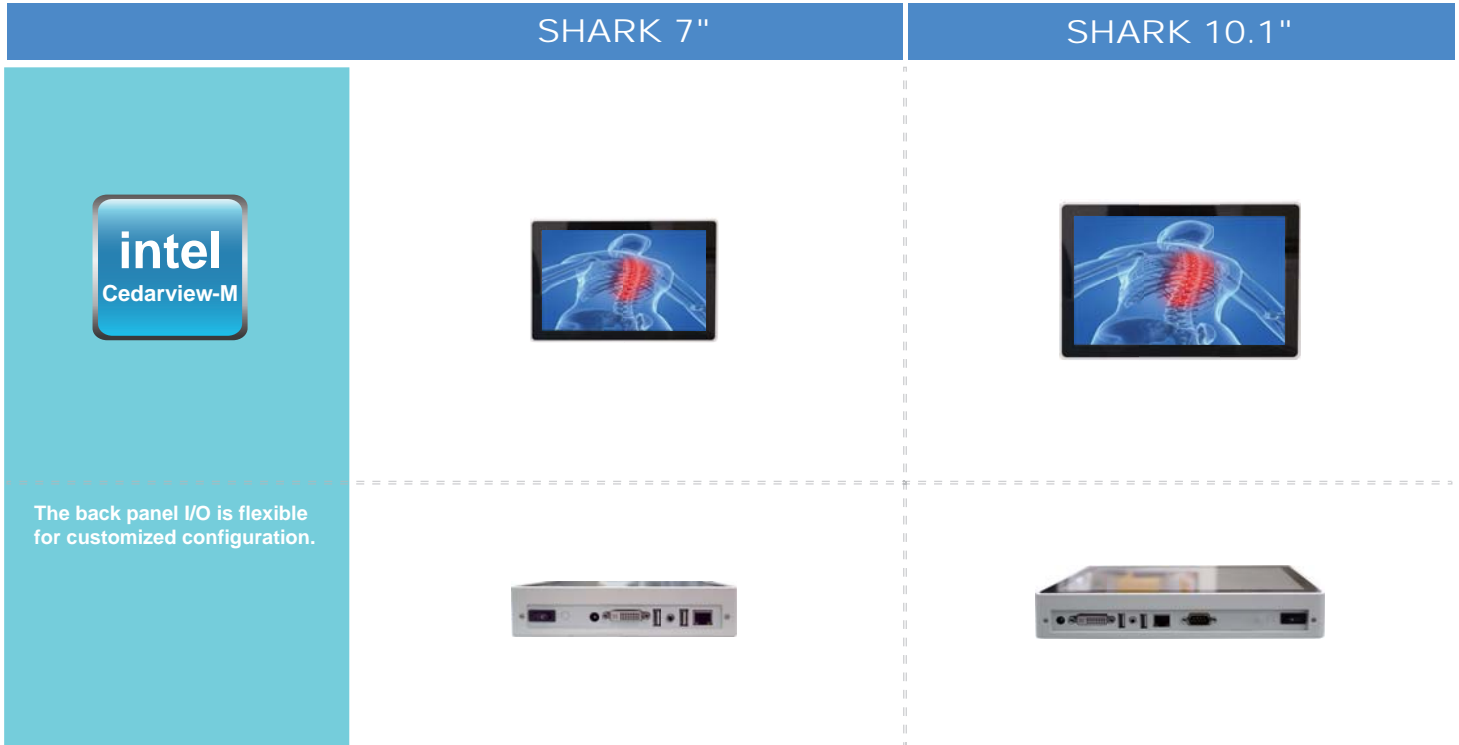 SHARK 7"
SHARK 10.1"
intel
Cedarview-M
The back panel I/O is flexible
for customized configuration.